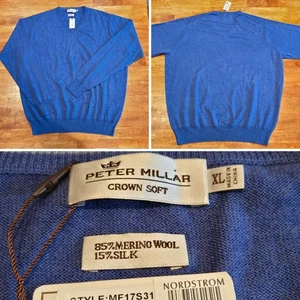 PETER MILLAR
CROWN SOFT
XL
MADE IN
CHINA
85% MERINO WOOL
15% SILK
NORDSTROM
STYLE:MF17S31